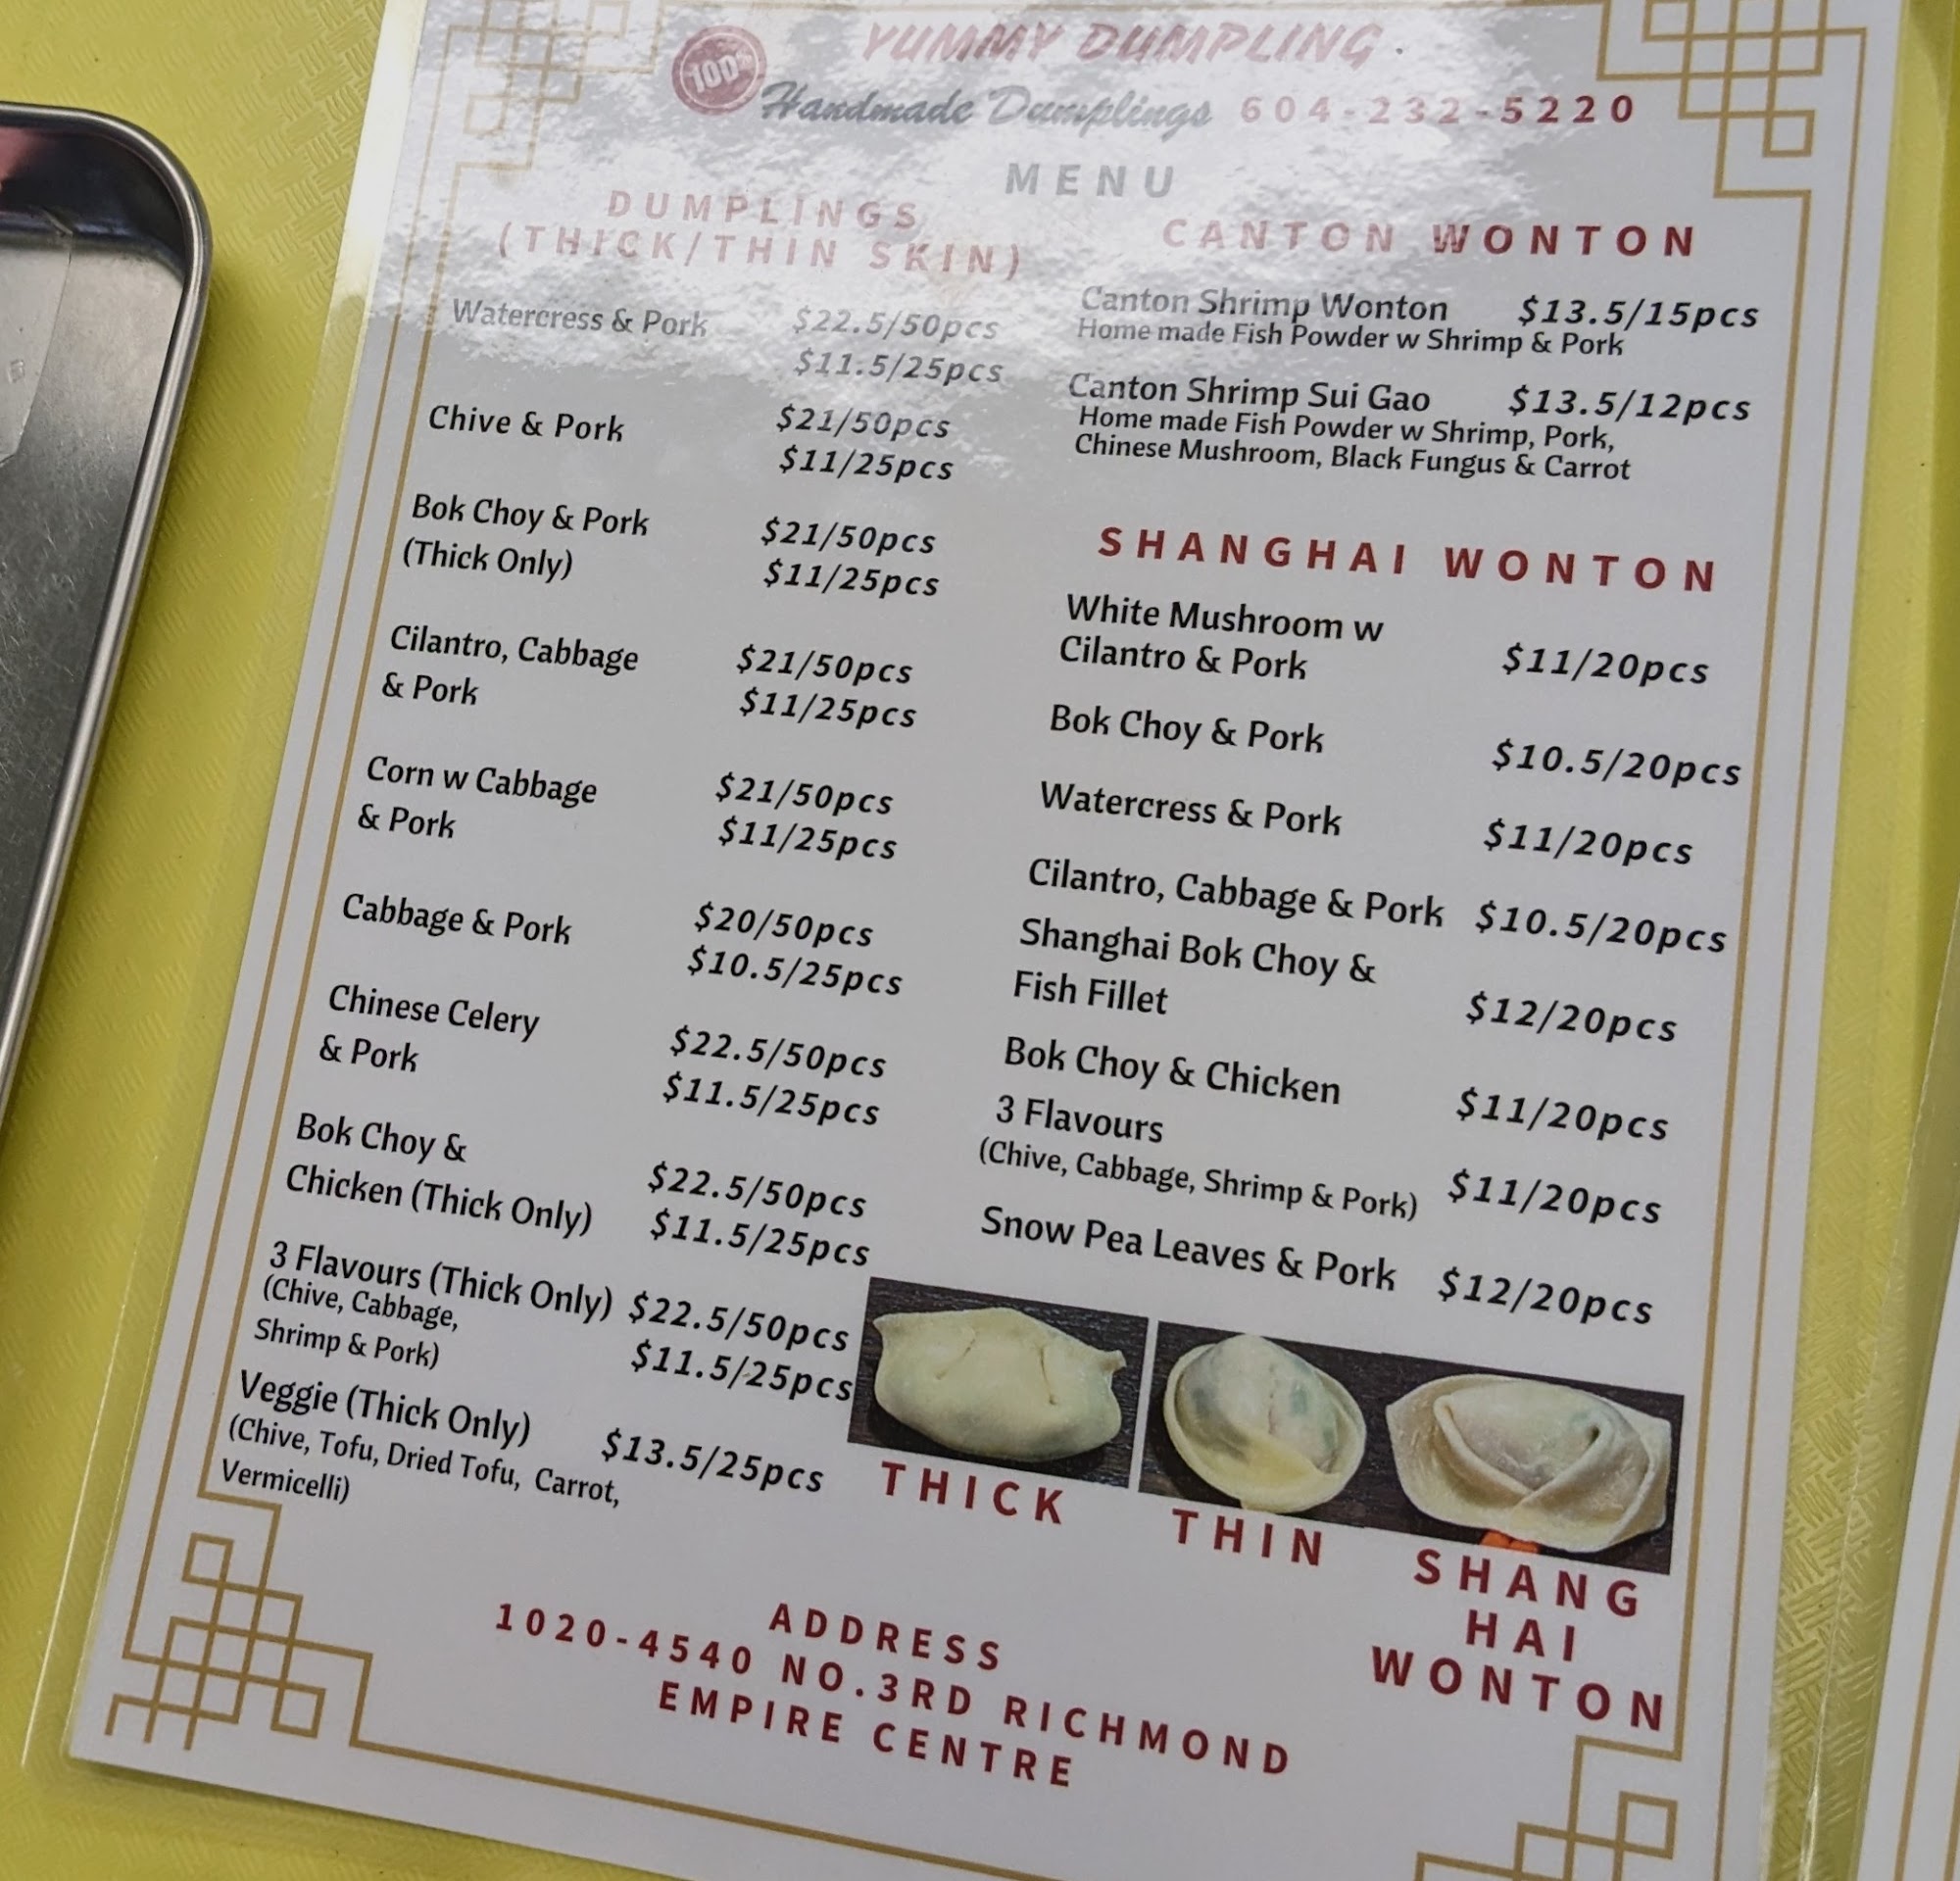 YUMMY DUMPLING
100%
Handmade Dumplings 604-232-5220
MENU
DUMPLINGS
(THICK/THIN SKIN)
Watercress & Pork $22.5/50pcs
$11.5/25pcs
Chive & Pork $21/50pcs
$11/25pcs
Bok Choy & Pork $21/50pcs
(Thick Only) $11/25pcs
Cilantro, Cabbage $21/50pcs
& Pork $11/25pcs
Corn w Cabbage $21/50pcs
& Pork $11/25pcs
Cabbage & Pork $20/50pcs
$10.5/25pcs
Chinese Celery $22.5/50pcs
& Pork $11.5/25pcs
Bok Choy & $22.5/50pcs
Chicken (Thick Only) $11.5/25pcs
3 Flavours (Thick Only) $22.5/50pcs
(Chive, Cabbage, $11.5/25pcs
Shrimp & Pork)
Veggie (Thick Only) $13.5/25pcs
(Chive, Tofu, Dried Tofu, Carrot,
Vermicelli)
CANTON WONTON
Canton Shrimp Wonton $13.5/15pcs
Home made Fish Powder w Shrimp & Pork
Canton Shrimp Sui Gao $13.5/12pcs
Home made Fish Powder w Shrimp, Pork,
Chinese Mushroom, Black Fungus & Carrot
SHANGHAI WONTON
White Mushroom w
Cilantro & Pork $11/20pcs
Bok Choy & Pork $10.5/20pcs
Watercress & Pork $11/20pcs
Cilantro, Cabbage & Pork $10.5/20pcs
Shanghai Bok Choy &
Fish Fillet $12/20pcs
Bok Choy & Chicken $11/20pcs
3 Flavours
(Chive, Cabbage, Shrimp & Pork) $11/20pcs
Snow Pea Leaves & Pork $12/20pcs
THICK
THIN
SHANG
HAI
WONTON
ADDRESS
1020-4540 NO.3RD RICHMOND
EMPIRE CENTRE